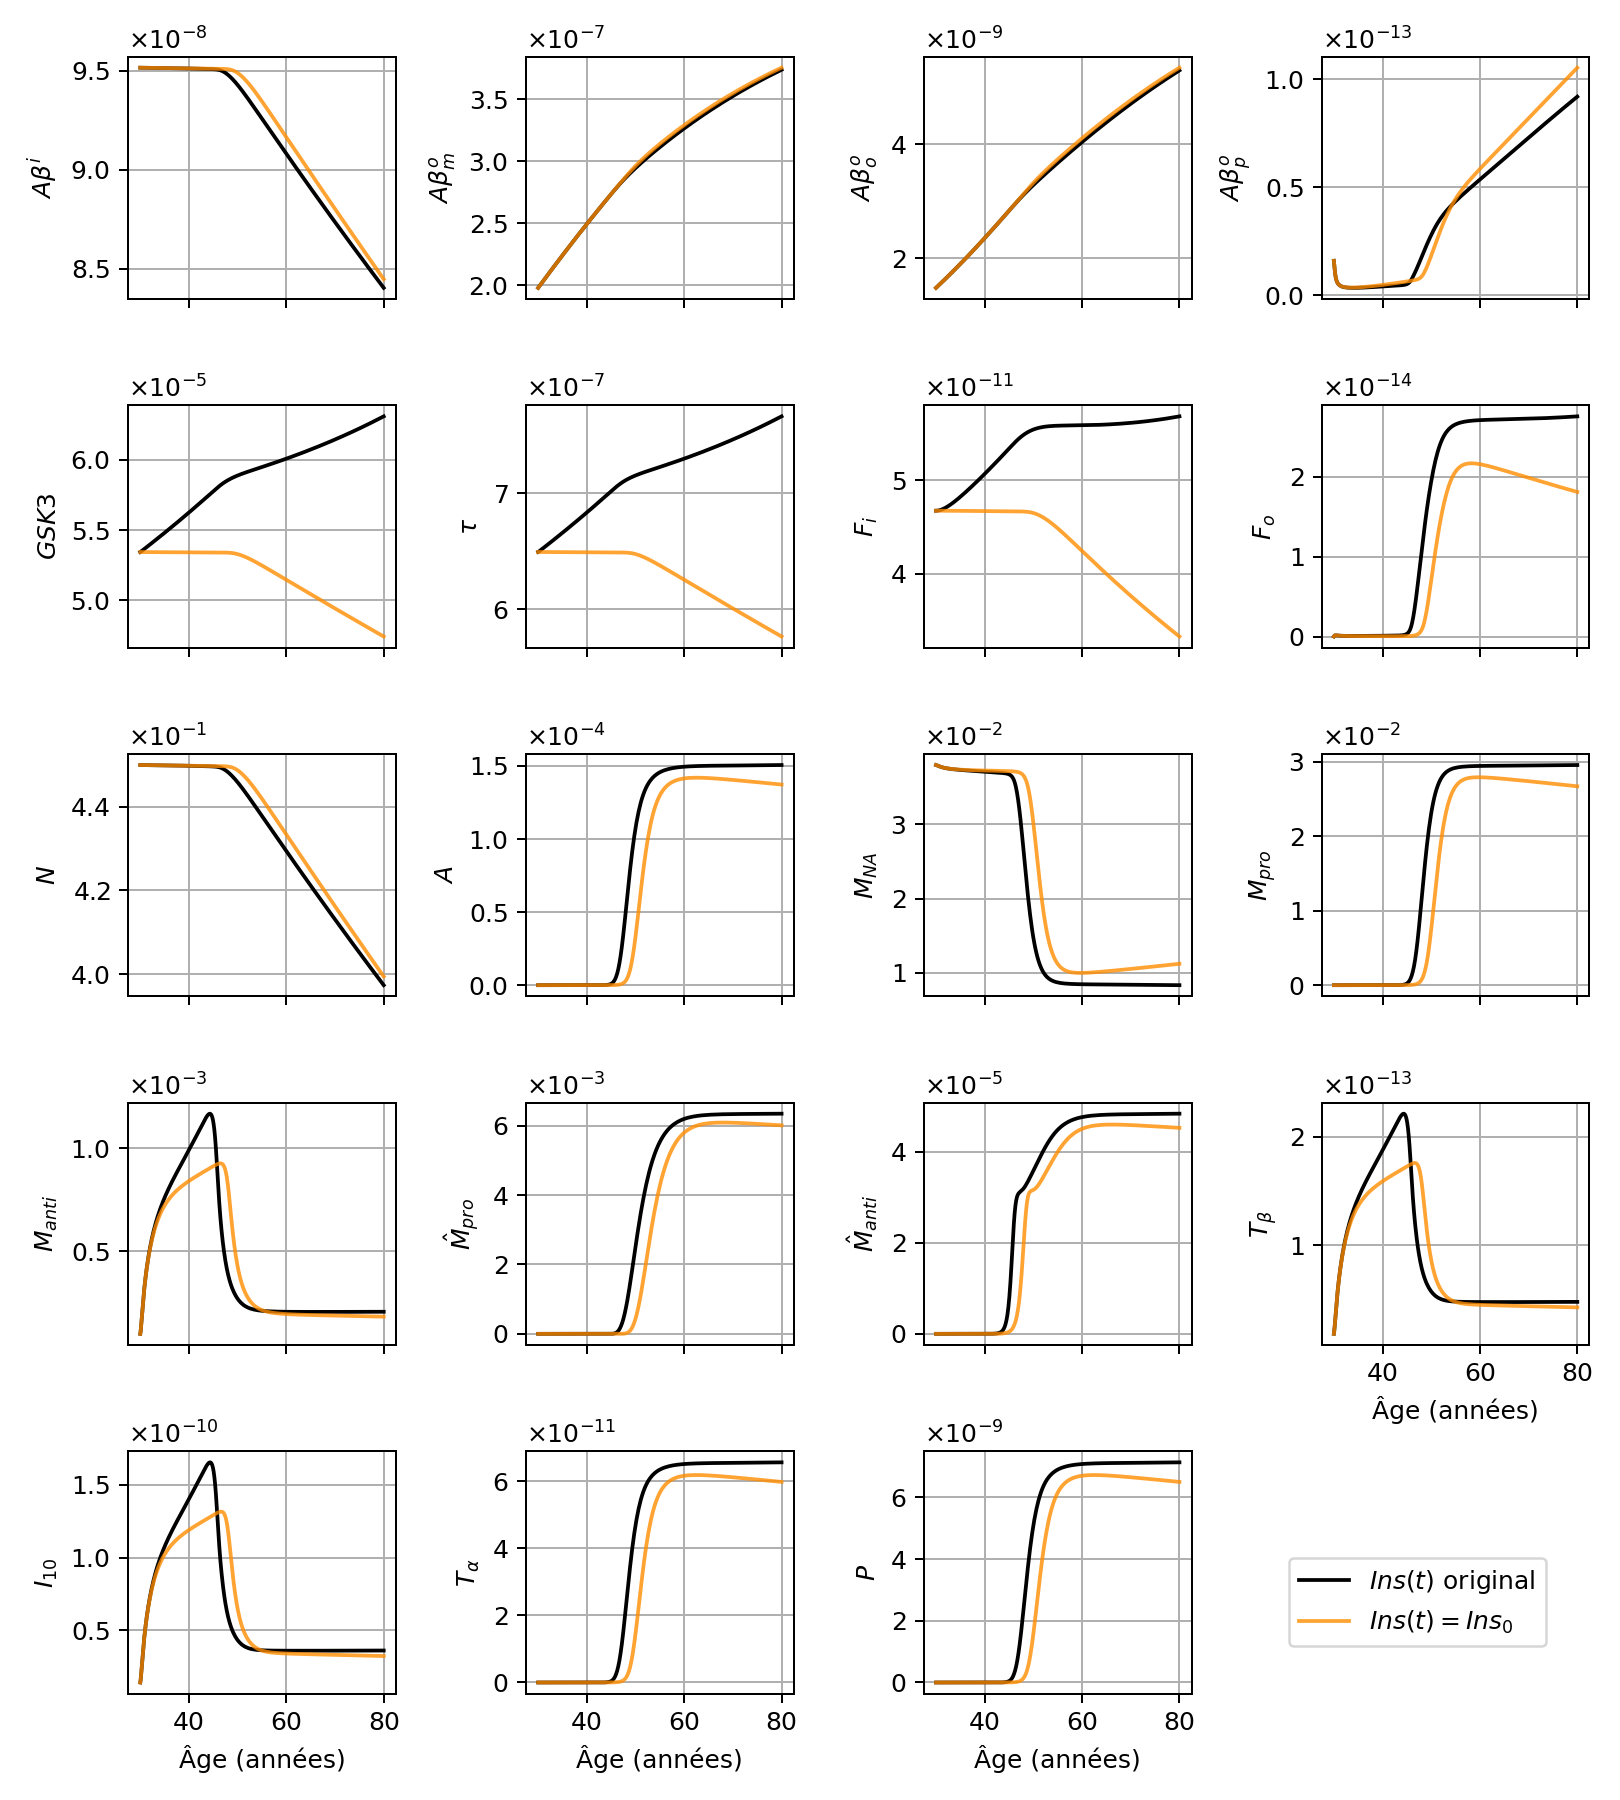 ×10⁻⁸ ×10⁻⁷ ×10⁻⁹ ×10⁻¹³
Aβⁱ 9.5 9.0 8.5
Aβₘᵒ 3.5 3.0 2.5 2.0
Aβₒᵒ 4 2
Aβₚᵒ 1.0 0.5 0.0
×10⁻⁵ ×10⁻⁷ ×10⁻¹¹ ×10⁻¹⁴
GSK3 6.0 5.5 5.0
τ 7 6
Fᵢ 5 4
Fₒ 2 1 0
×10⁻¹ ×10⁻⁴ ×10⁻² ×10⁻²
N 4.4 4.2 4.0
A 1.5 1.0 0.5 0.0
M_NA 3 2 1
M_pro 3 2 1 0
×10⁻³ ×10⁻³ ×10⁻⁵ ×10⁻¹³
M_anti 1.0 0.5
M̂_pro 6 4 2 0
M̂_anti 4 2 0
T_β 2 1
40 60 80
Âge (années)
×10⁻¹⁰ ×10⁻¹¹ ×10⁻⁹
I₁₀ 1.5 1.0 0.5
T_α 6 4 2 0
P 6 4 2 0
Ins(t) original
Ins(t) = Ins₀
40 60 80 40 60 80 40 60 80
Âge (années) Âge (années) Âge (années)